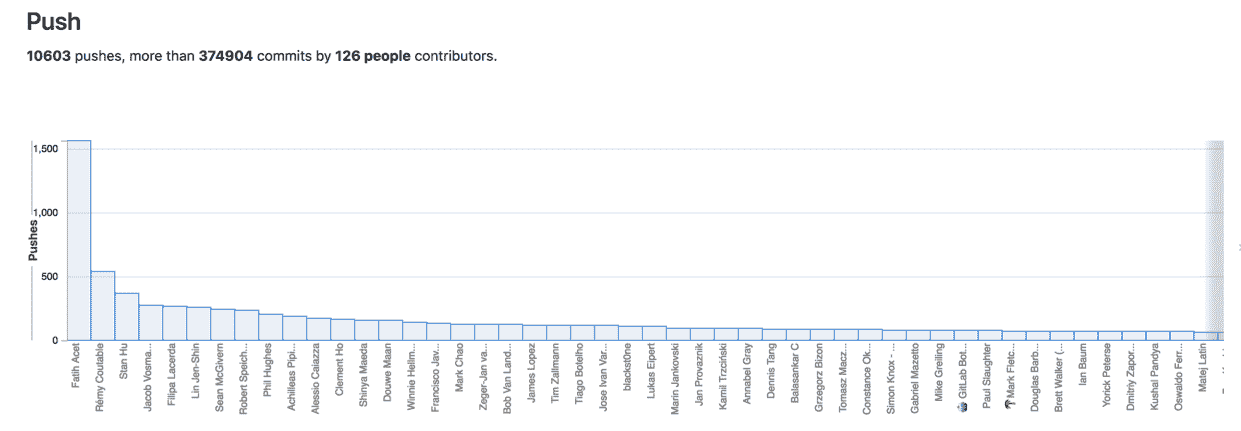 Push
10603 pushes, more than 374904 commits by 126 people contributors.
Pushes
1,500
1,000
500
0
Fatih Acet
Rémy Coutable
Stan Hu
Jacob Vosma...
Filipa Lacerda
Lin Jen-Shin
Sean McGivern
Robert Speich...
Phil Hughes
Achilleas Pipi...
Alessio Caiazza
Clement Ho
Shinya Maeda
Douwe Maan
Winnie Hellm...
Francisco Jav...
Mark Chao
Zeger-Jan va...
Bob Van Land...
James Lopez
Tim Zallmann
Tiago Botelho
Jose Ivan Var...
blackst0ne
Lukas Eipert
Marin Jankovski
Jan Provaznik
Kamil Trzciński
Annabel Gray
Dennis Tang
Balasankar C
Grzegorz Bizon
Tomasz Macz...
Constance Ok...
Simon Knox - ...
Gabriel Mazetto
Mike Greiling
🤖 GitLab Bot...
Paul Slaughter
🌴 Mark Fletc...
Douglas Barb...
Brett Walker (...
Ian Baum
Yorick Peterse
Dmitriy Zapor...
Kushal Pandya
Oswaldo Ferr...
Matej Latin